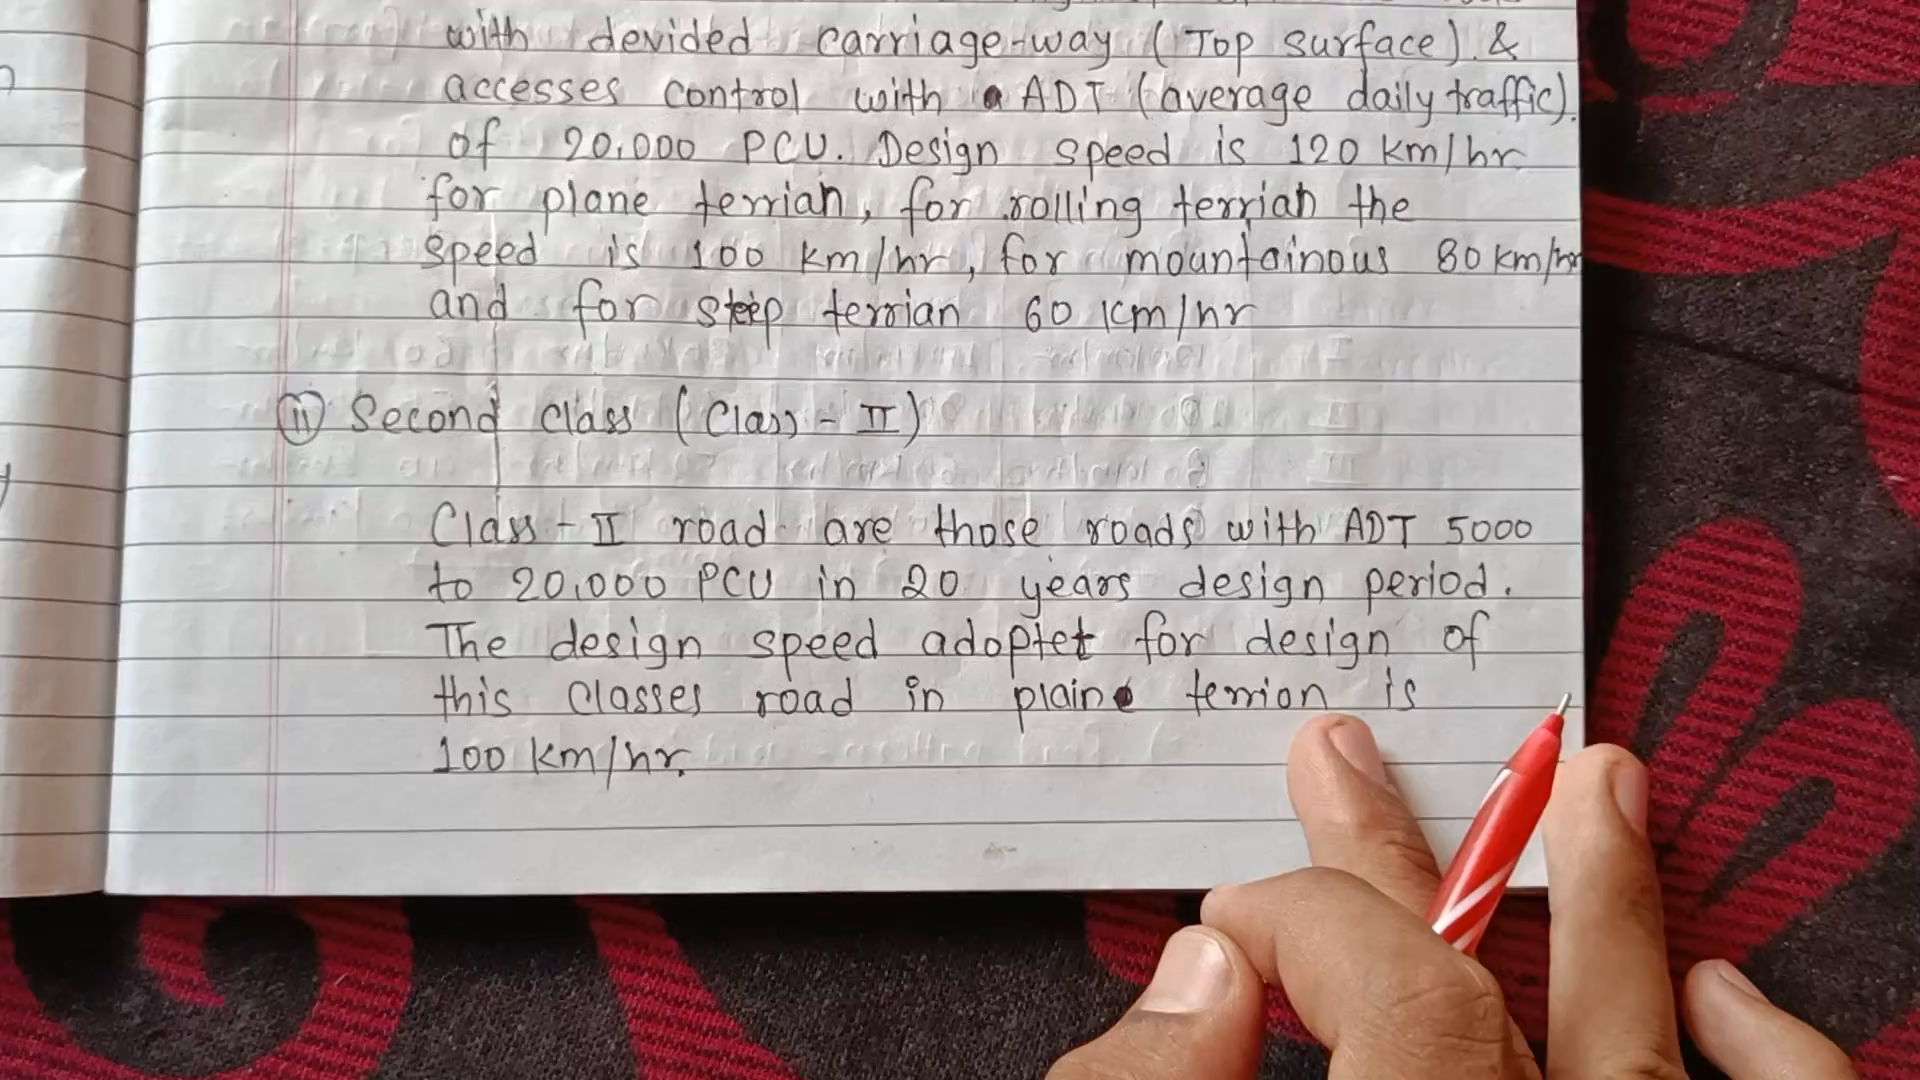 with devided carriage-way (Top surface) &
accesses control with a ADT (average daily traffic).
of 20,000 PCU. Design speed is 120 km/hr
for plane terrian, for rolling terrian the
speed is 100 km/hr, for mountainous 80 km/hr
and for steep terrian 60 km/hr
(ii) Second class (Class - II)
Class - II road are those roads with ADT 5000
to 20,000 PCU in 20 years design period.
The design speed adoptet for design of
this classes road in plain terrion is
100 km/hr.